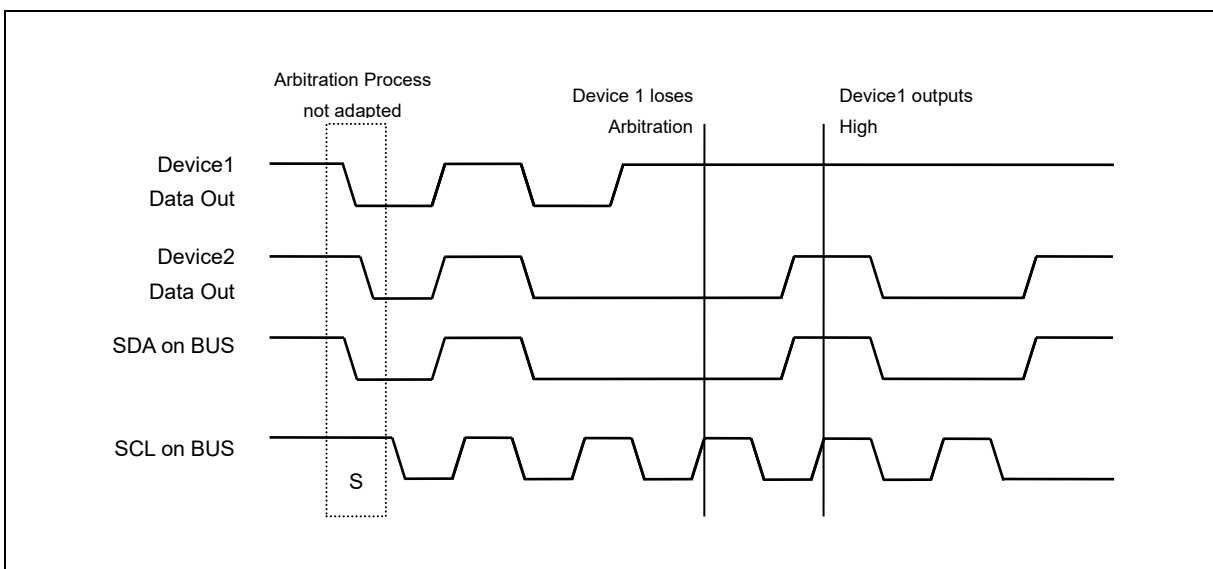 Arbitration Process
not adapted
Device 1 loses
Arbitration
Device1 outputs
High
Device1
Data Out
Device2
Data Out
SDA on BUS
SCL on BUS
S